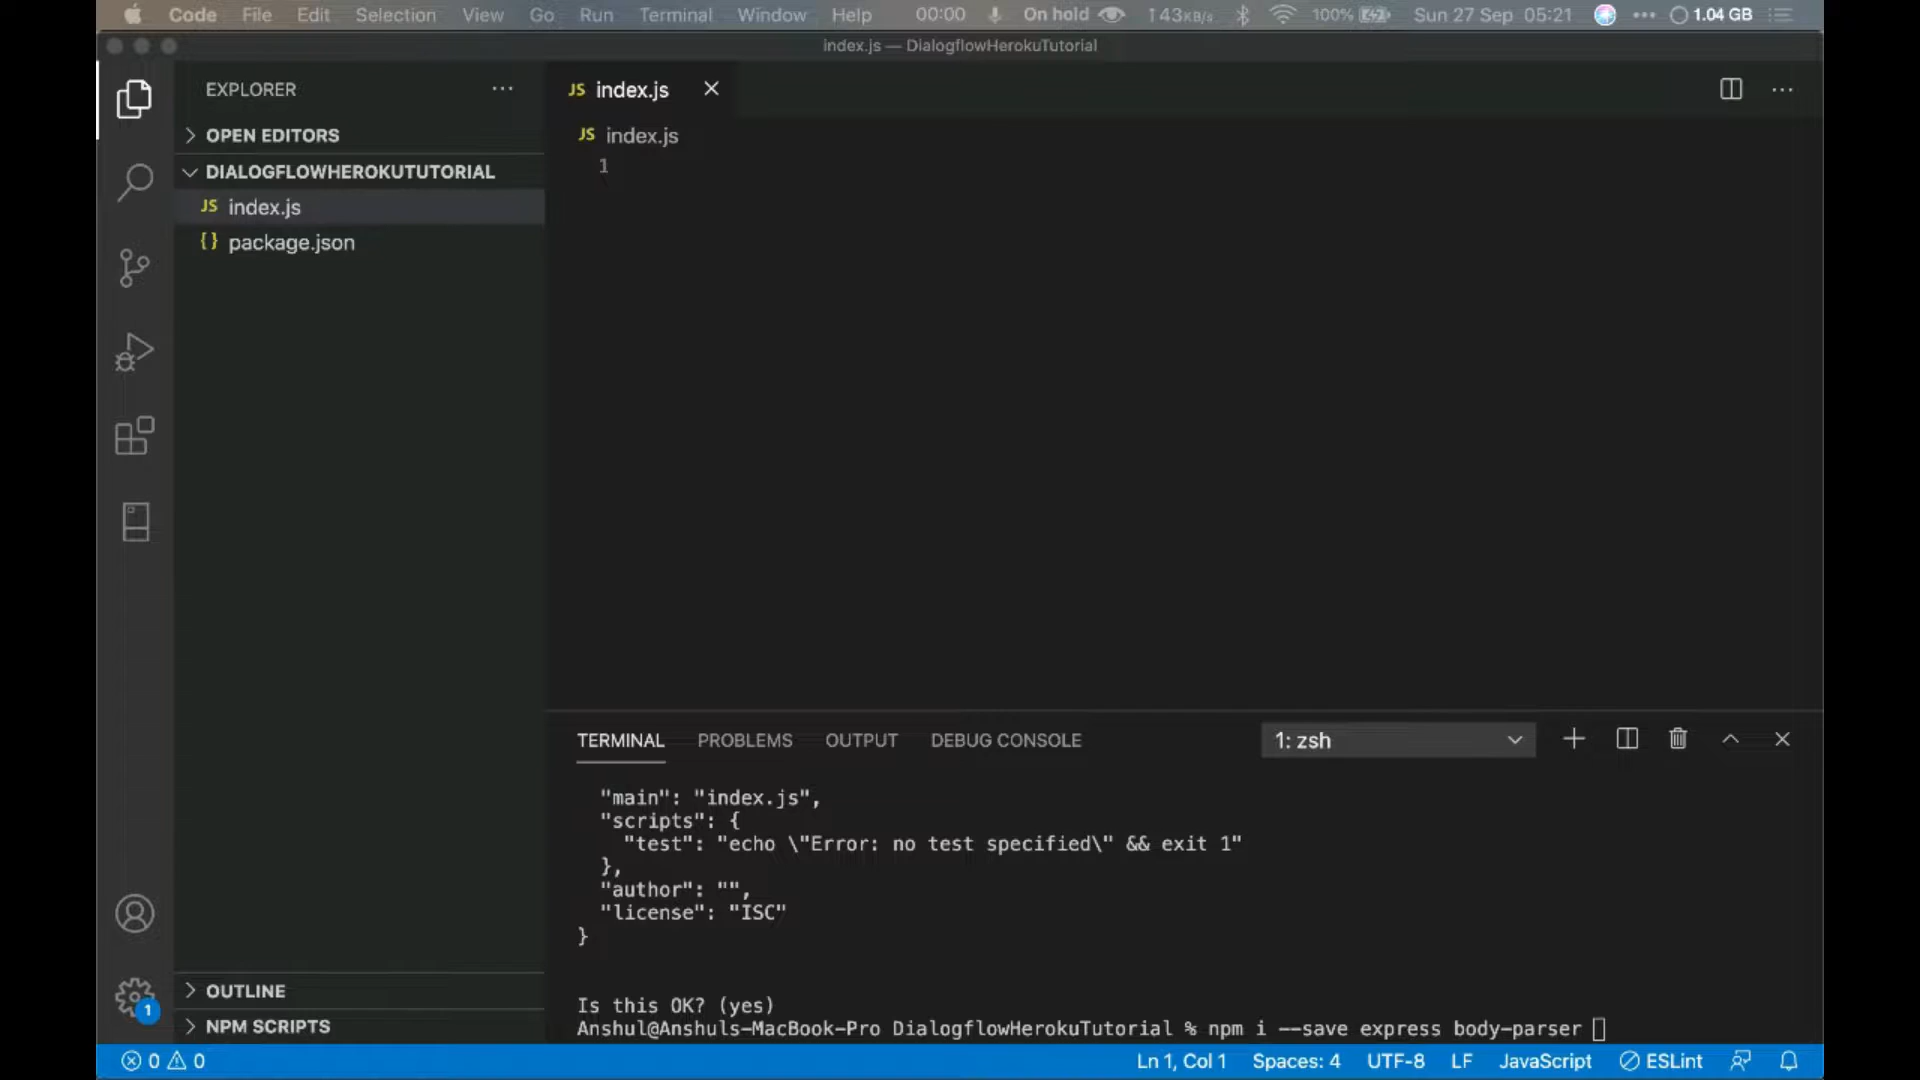 Code File Edit Selection View Go Run Terminal Window Help 00:00 On hold ↑43KB/s 100% Sun 27 Sep 05:21 ••• 1.04 GB
index.js — DialogflowHerokuTutorial
EXPLORER ···
OPEN EDITORS
DIALOGFLOWHEROKUTUTORIAL
JS index.js
{} package.json
OUTLINE
NPM SCRIPTS
JS index.js
JS index.js
1
TERMINAL PROBLEMS OUTPUT DEBUG CONSOLE 1: zsh
"main": "index.js",
"scripts": {
"test": "echo \"Error: no test specified\" && exit 1"
},
"author": "",
"license": "ISC"
}
Is this OK? (yes)
Anshul@Anshuls-MacBook-Pro DialogflowHerokuTutorial % npm i --save express body-parser
1
0 0 Ln 1, Col 1 Spaces: 4 UTF-8 LF JavaScript ESLint